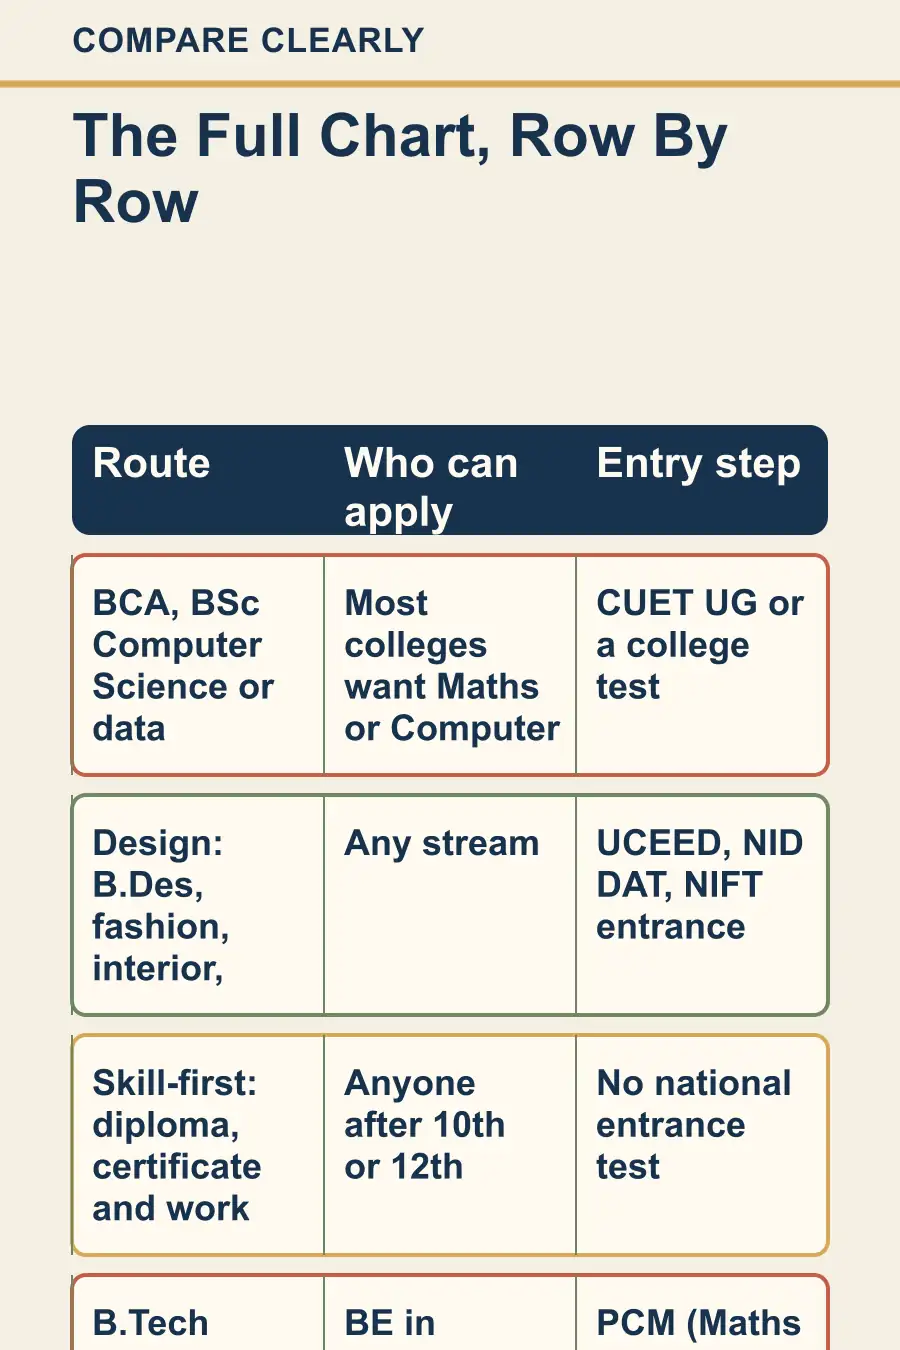 COMPARE CLEARLY
The Full Chart, Row By
Row
Route
Who can
apply
Entry step
BCA, BSc
Computer
Science or
data
Most
colleges
want Maths
or Computer
CUET UG or
a college
test
Design:
B.Des,
fashion,
interior,
Any stream
UCEED, NID
DAT, NIFT
entrance
Skill-first:
diploma,
certificate
and work
Anyone
after 10th
or 12th
No national
entrance
test
B.Tech
BE in
PCM (Maths